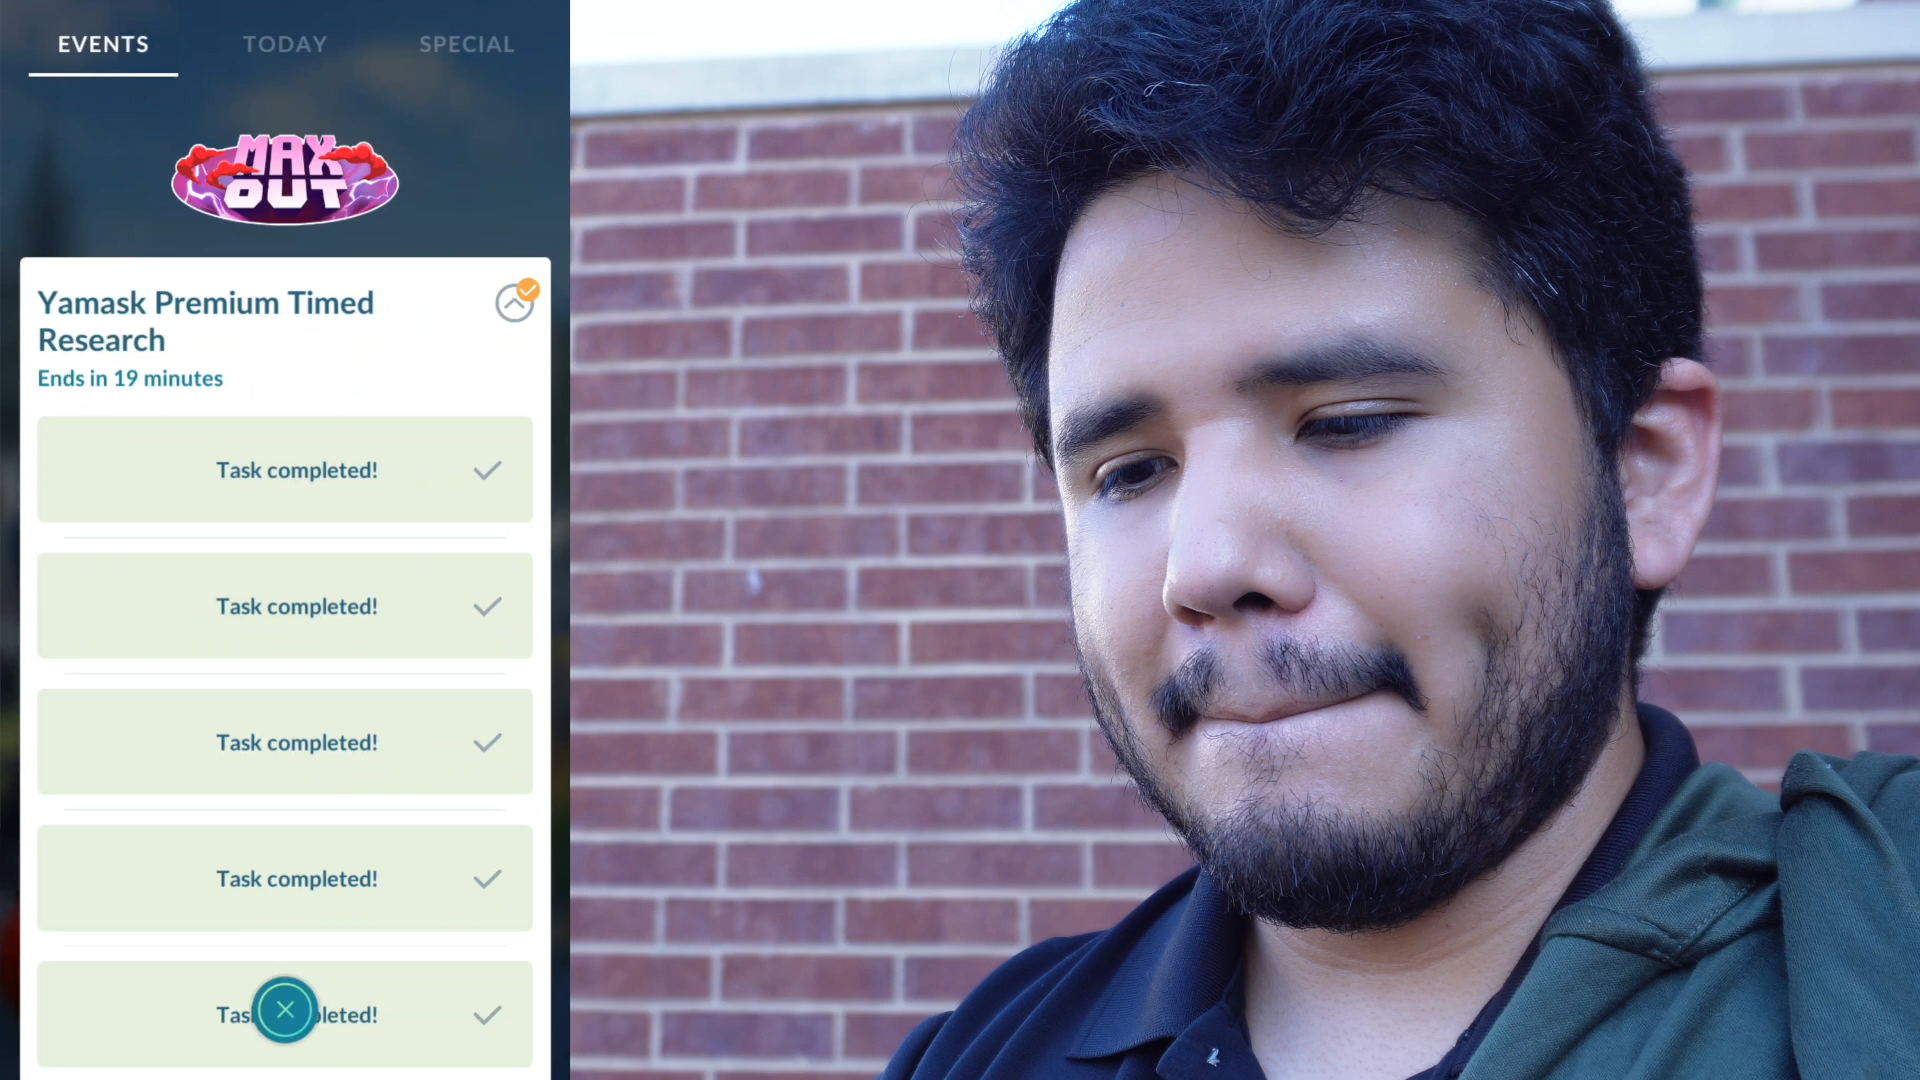 EVENTS TODAY SPECIAL
MAX
OUT
Yamask Premium Timed
Research
Ends in 19 minutes
Task completed!
Task completed!
Task completed!
Task completed!